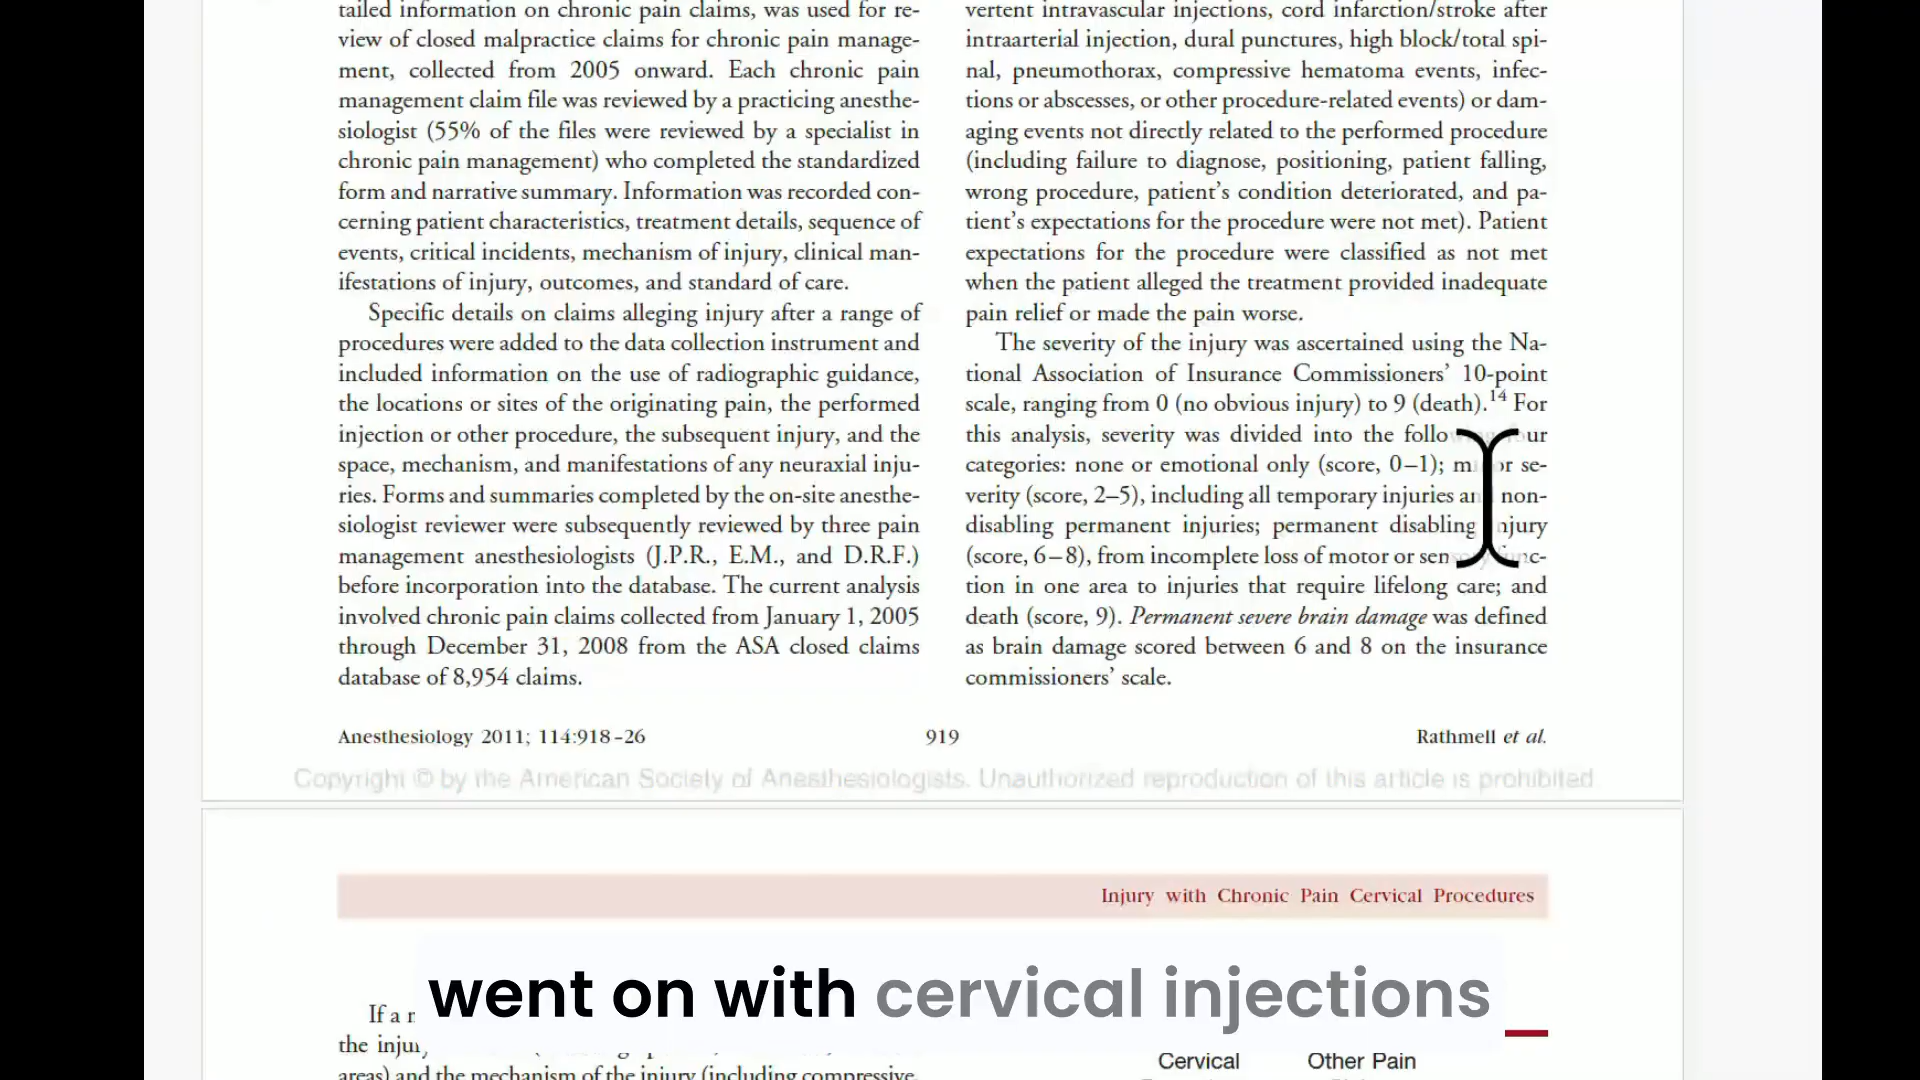 tailed information on chronic pain claims, was used for re-
view of closed malpractice claims for chronic pain manage-
ment, collected from 2005 onward. Each chronic pain
management claim file was reviewed by a practicing anesthe-
siologist (55% of the files were reviewed by a specialist in
chronic pain management) who completed the standardized
form and narrative summary. Information was recorded con-
cerning patient characteristics, treatment details, sequence of
events, critical incidents, mechanism of injury, clinical man-
ifestations of injury, outcomes, and standard of care.
Specific details on claims alleging injury after a range of
procedures were added to the data collection instrument and
included information on the use of radiographic guidance,
the locations or sites of the originating pain, the performed
injection or other procedure, the subsequent injury, and the
space, mechanism, and manifestations of any neuraxial inju-
ries. Forms and summaries completed by the on-site anesthe-
siologist reviewer were subsequently reviewed by three pain
management anesthesiologists (J.P.R., E.M., and D.R.F.)
before incorporation into the database. The current analysis
involved chronic pain claims collected from January 1, 2005
through December 31, 2008 from the ASA closed claims
database of 8,954 claims.
vertent intravascular injections, cord infarction/stroke after
intraarterial injection, dural punctures, high block/total spi-
nal, pneumothorax, compressive hematoma events, infec-
tions or abscesses, or other procedure-related events) or dam-
aging events not directly related to the performed procedure
(including failure to diagnose, positioning, patient falling,
wrong procedure, patient's condition deteriorated, and pa-
tient's expectations for the procedure were not met). Patient
expectations for the procedure were classified as not met
when the patient alleged the treatment provided inadequate
pain relief or made the pain worse.
The severity of the injury was ascertained using the Na-
tional Association of Insurance Commissioners' 10-point
scale, ranging from 0 (no obvious injury) to 9 (death).14 For
this analysis, severity was divided into the following four
categories: none or emotional only (score, 0–1); minor se-
verity (score, 2–5), including all temporary injuries and non-
disabling permanent injuries; permanent disabling injury
(score, 6–8), from incomplete loss of motor or sensory func-
tion in one area to injuries that require lifelong care; and
death (score, 9). Permanent severe brain damage was defined
as brain damage scored between 6 and 8 on the insurance
commissioners' scale.
Anesthesiology 2011; 114:918–26 919 Rathmell et al.
Copyright © by the American Society of Anesthesiologists. Unauthorized reproduction of this article is prohibited
Injury with Chronic Pain Cervical Procedures
went on with cervical injections
If a
the
areas) and the mechanism of the injury (including compressive,
Cervical Other Pain